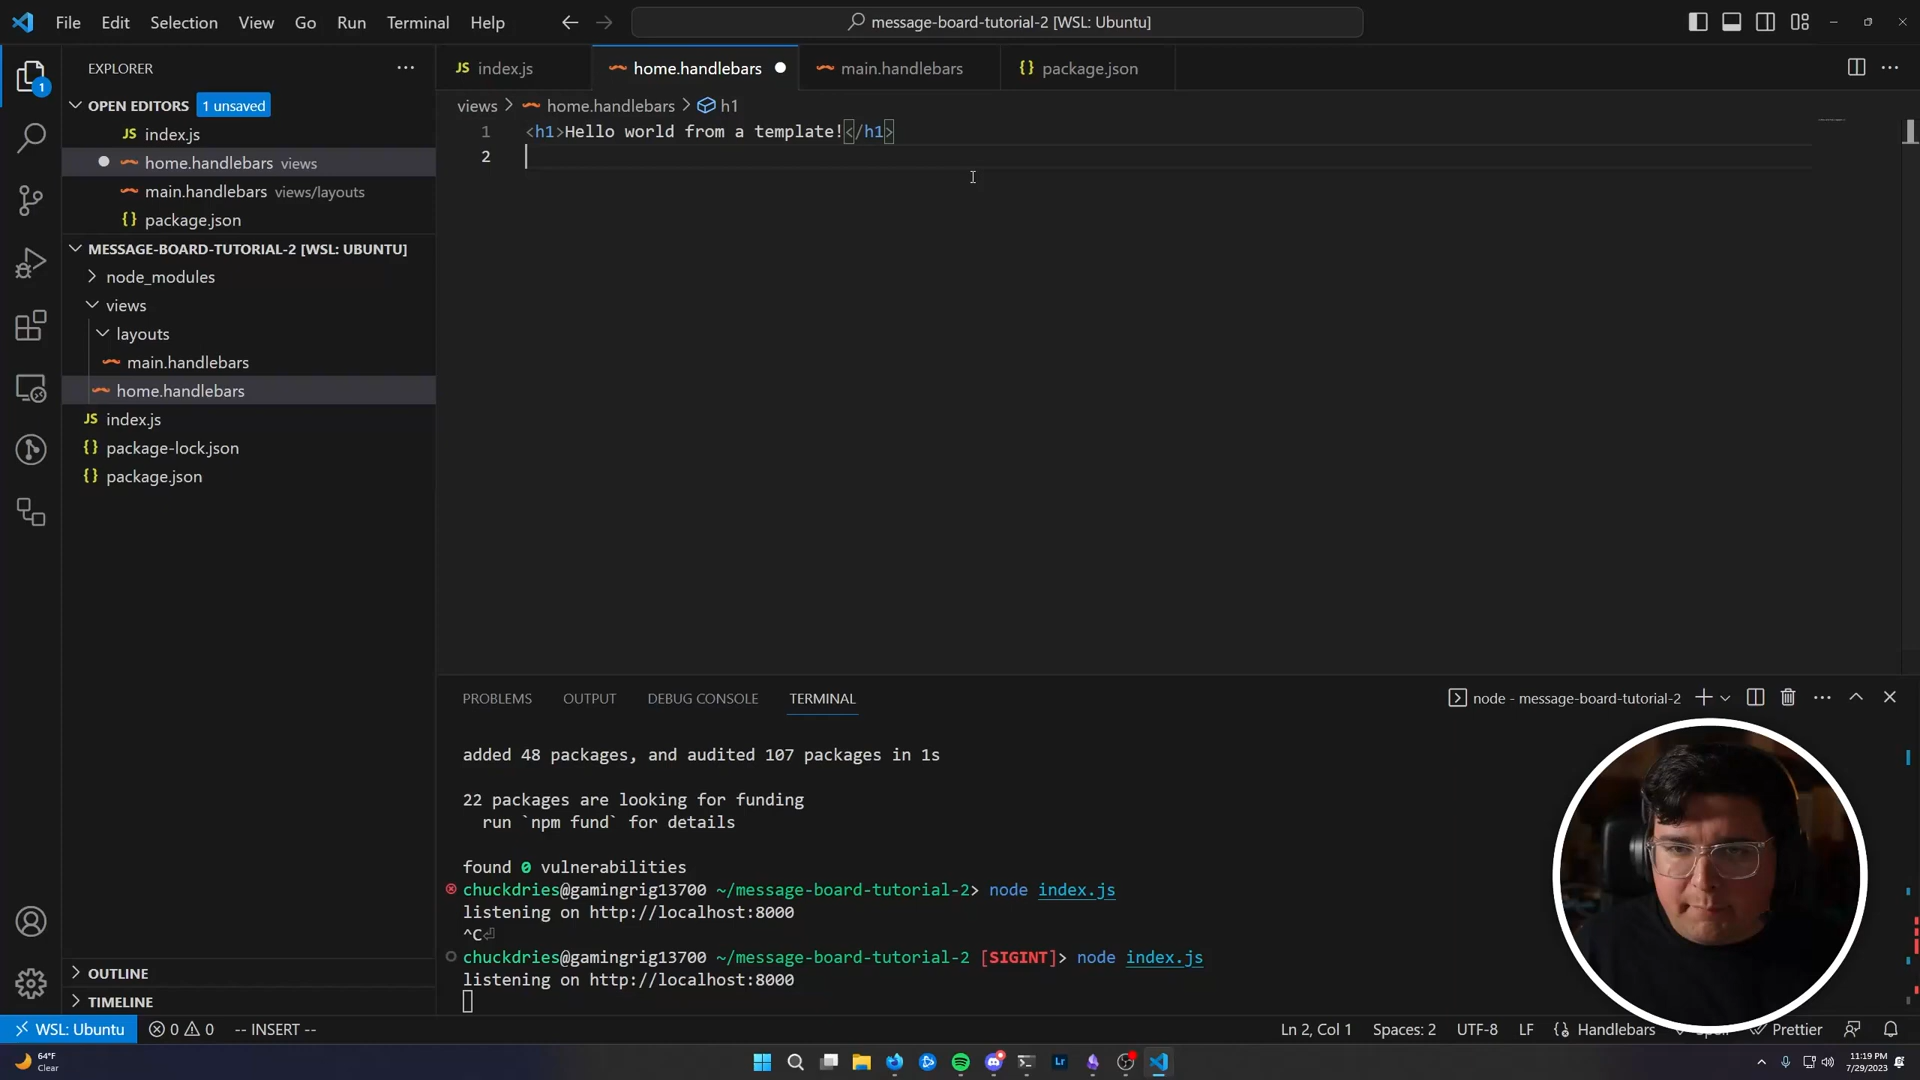 File Edit Selection View Go Run Terminal Help
message-board-tutorial-2 [WSL: Ubuntu]
EXPLORER
OPEN EDITORS 1 unsaved
JS index.js
home.handlebars views
main.handlebars views/layouts
{} package.json
MESSAGE-BOARD-TUTORIAL-2 [WSL: UBUNTU]
node_modules
views
layouts
main.handlebars
home.handlebars
JS index.js
{} package-lock.json
{} package.json
OUTLINE
TIMELINE
1
JS index.js
home.handlebars
main.handlebars
{} package.json
views > home.handlebars > h1
1 <h1>Hello world from a template!</h1>
2
PROBLEMS OUTPUT DEBUG CONSOLE TERMINAL
node - message-board-tutorial-2
added 48 packages, and audited 107 packages in 1s
22 packages are looking for funding
run `npm fund` for details
found 0 vulnerabilities
chuckdries@gamingrig13700 ~/message-board-tutorial-2> node index.js
listening on http://localhost:8000
^C⏎
chuckdries@gamingrig13700 ~/message-board-tutorial-2 [SIGINT]> node index.js
listening on http://localhost:8000
WSL: Ubuntu 0 0 -- INSERT --
Ln 2, Col 1 Spaces: 2 UTF-8 LF Handlebars Prettier
64°F
Clear
Lr
11:19 PM
7/29/2023